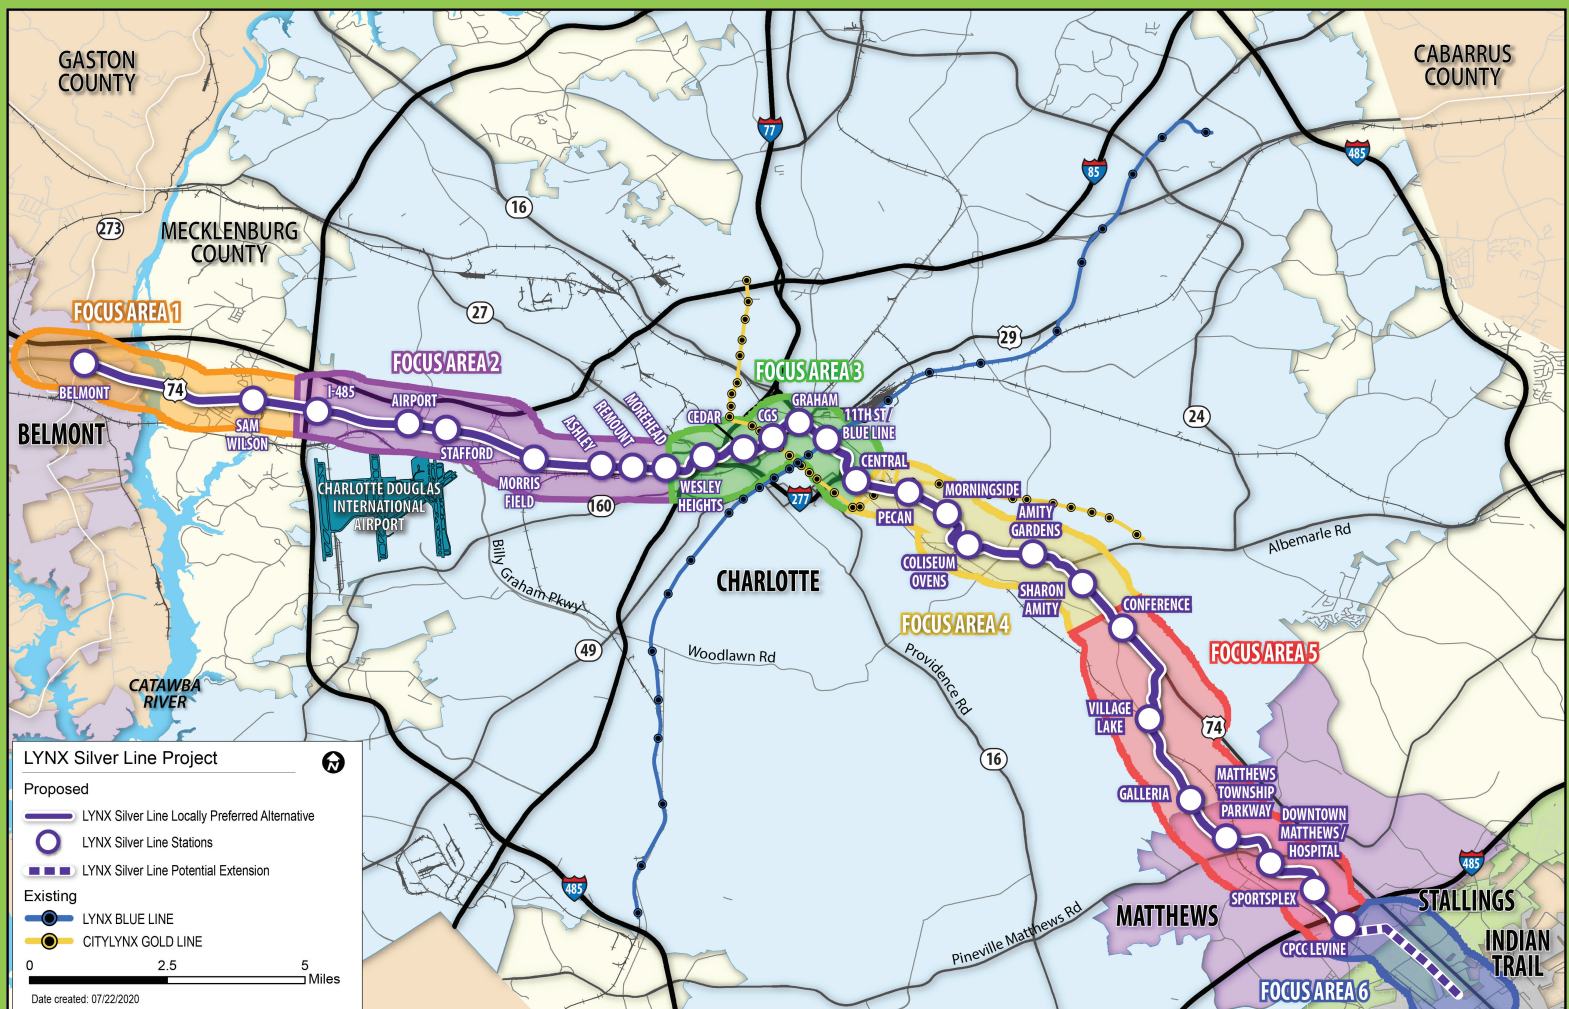 GASTON
COUNTY
CABARRUS
COUNTY
77
485
85
16
273
MECKLENBURG
COUNTY
27
29
FOCUS AREA 1
FOCUS AREA 2
FOCUS AREA 3
BELMONT
74
I-485
AIRPORT
SAM
WILSON
STAFFORD
ASHLEY
REMOUNT
MOREHEAD
CEDAR
CGS
GRAHAM
11TH ST /
BLUE LINE
24
BELMONT
MORRIS
FIELD
160
WESLEY
HEIGHTS
277
CENTRAL
PECAN
MORNINGSIDE
AMITY
GARDENS
CHARLOTTE DOUGLAS
INTERNATIONAL
AIRPORT
COLISEUM
OVENS
SHARON
AMITY
Albemarle Rd
Billy Graham Pkwy
CHARLOTTE
CONFERENCE
FOCUS AREA 4
FOCUS AREA 5
49
Woodlawn Rd
Providence Rd
CATAWBA
RIVER
VILLAGE
LAKE
74
16
GALLERIA
MATTHEWS
TOWNSHIP
PARKWAY
DOWNTOWN
MATTHEWS /
HOSPITAL
485
485
SPORTSPLEX
STALLINGS
MATTHEWS
Pineville Matthews Rd
CPCC LEVINE
INDIAN
TRAIL
FOCUS AREA 6
LYNX Silver Line Project
N
Proposed
LYNX Silver Line Locally Preferred Alternative
LYNX Silver Line Stations
LYNX Silver Line Potential Extension
Existing
LYNX BLUE LINE
CITYLYNX GOLD LINE
0 2.5 5
Miles
Date created: 07/22/2020